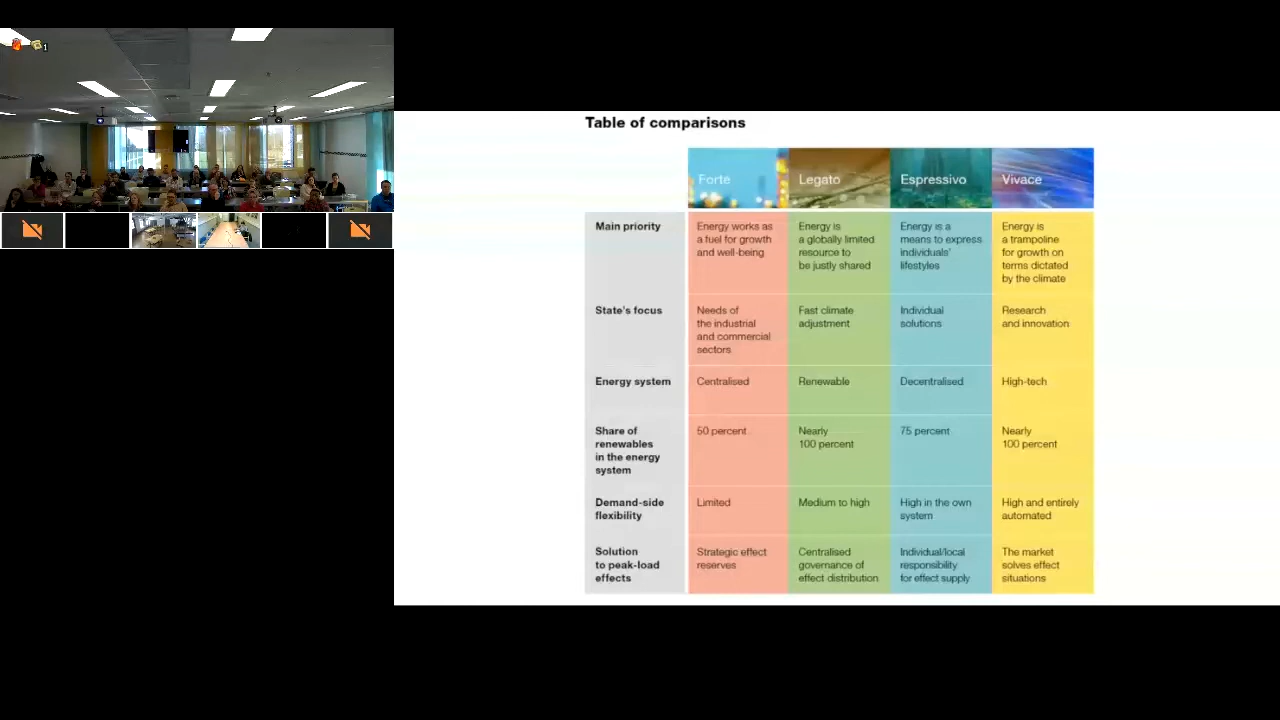 1
Table of comparisons
Forte
Legato
Espressivo
Vivace
Main priority
Energy works as
a fuel for growth
and well-being
Energy is
a globally limited
resource to
be justly shared
Energy is a
means to express
individuals'
lifestyles
Energy is
a trampoline
for growth on
terms dictated
by the climate
State's focus
Needs of
the industrial
and commercial
sectors
Fast climate
adjustment
Individual
solutions
Research
and innovation
Energy system
Centralised
Renewable
Decentralised
High-tech
Share of
renewables
in the energy
system
50 percent
Nearly
100 percent
75 percent
Nearly
100 percent
Demand-side
flexibility
Limited
Medium to high
High in the own
system
High and entirely
automated
Solution
to peak-load
effects
Strategic effect
reserves
Centralised
governance of
effect distribution
Individual/local
responsibility
for effect supply
The market
solves effect
situations